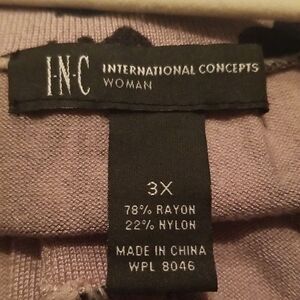 I·N·C INTERNATIONAL CONCEPTS
WOMAN
3X
78% RAYON
22% NYLON
MADE IN CHINA
WPL 8046